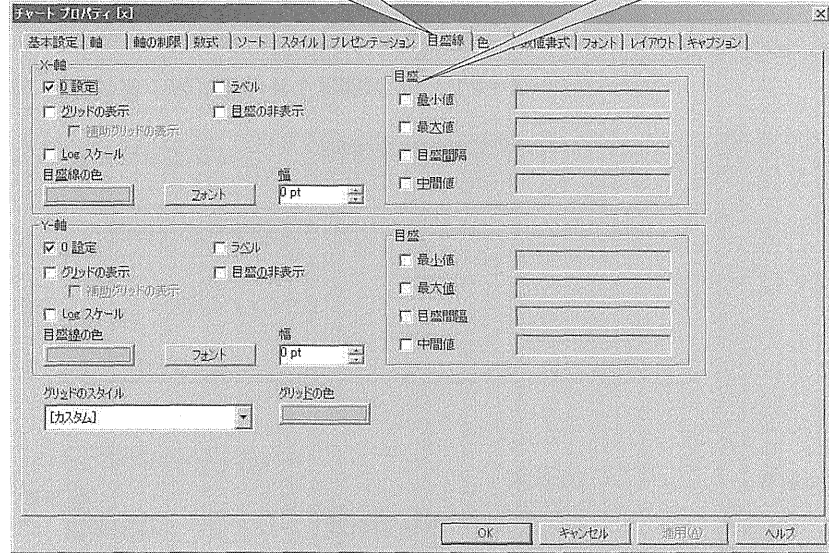 チャート プロパティ [x]
基本設定 軸 軸の制限 数式 ソート スタイル プレゼンテーション 目盛線 色 数値書式 フォント レイアウト キャプション
X-軸
0 設定 ラベル
グリッドの表示 目盛の非表示
補助グリッドの表示
Log スケール
目盛線の色 幅
フォント 0 pt
目盛
最小値
最大値
目盛間隔
中間値
Y-軸
0 設定 ラベル
グリッドの表示 目盛の非表示
補助グリッドの表示
Log スケール
目盛線の色 幅
フォント 0 pt
目盛
最小値
最大値
目盛間隔
中間値
グリッドのスタイル グリッドの色
[カスタム]
OK キャンセル 適用(A) ヘルプ